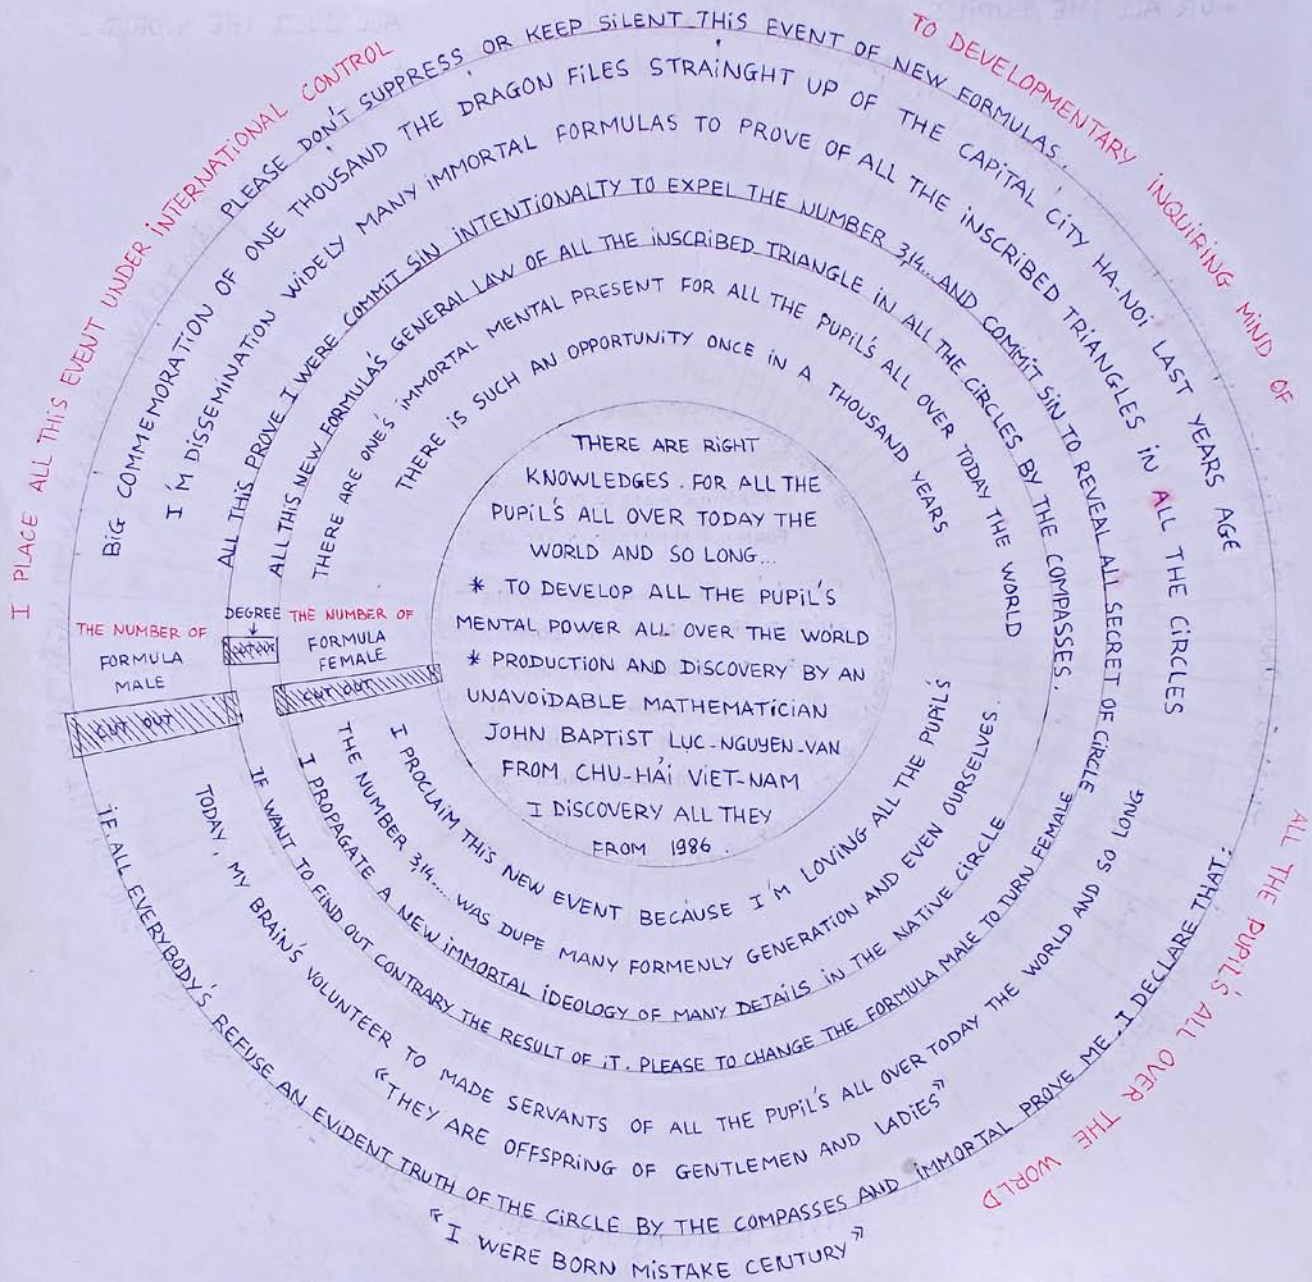 I PLACE ALL THIS EVENT UNDER INTERNATIONAL CONTROL
TO DEVELOPMENTARY INQUIRING MIND OF
ALL THE PUPIL'S ALL OVER THE WORLD
PLEASE DON'T SUPPRESS OR KEEP SILENT THIS EVENT OF NEW FORMULAS.
BIG COMMEMORATION OF ONE THOUSAND THE DRAGON FILES STRAINGHT UP OF THE CAPITAL CITY HA-NOI LAST YEARS AGE
I'M DISSEMINATION WIDELY MANY IMMORTAL FORMULAS TO PROVE OF ALL THE INSCRIBED TRIANGLES IN ALL THE CIRCLES
ALL THIS PROVE I WERE COMMIT SIN INTENTIONALTY TO EXPEL THE NUMBER 3,14... AND COMMIT SIN TO REVEAL ALL SECRET OF CIRCLE
ALL THIS NEW FORMULA'S GENERAL LAW OF ALL THE INSCRIBED TRIANGLE IN ALL THE CIRCLES BY THE COMPASSES.
THERE ARE ONE'S IMMORTAL MENTAL PRESENT FOR ALL THE PUPIL'S ALL OVER TODAY THE WORLD
THERE IS SUCH AN OPPORTUNITY ONCE IN A THOUSAND YEARS
THERE ARE RIGHT
KNOWLEDGES. FOR ALL THE
PUPIL'S ALL OVER TODAY THE
WORLD AND SO LONG...
* TO DEVELOP ALL THE PUPIL'S
MENTAL POWER ALL OVER THE WORLD
* PRODUCTION AND DISCOVERY BY AN
UNAVOIDABLE MATHEMATICIAN
JOHN BAPTIST LUC-NGUYEN-VAN
FROM CHU-HẢI VIET-NAM
I DISCOVERY ALL THEY
FROM 1986.
THE NUMBER OF
FORMULA
MALE
CUT OUT
DEGREE
THE NUMBER OF
FORMULA
FEMALE
CUT OUT
I PROCLAIM THIS NEW EVENT BECAUSE I'M LOVING ALL THE PUPIL'S
THE NUMBER 3,14.... WAS DUPE MANY FORMENLY GENERATION AND EVEN OURSELVES.
I PROPAGATE A NEW IMMORTAL IDEOLOGY OF MANY DETAILS IN THE NATIVE CIRCLE
IF WANT TO FIND OUT CONTRARY THE RESULT OF IT. PLEASE TO CHANGE THE FORMULA MALE TO TURN FEMALE
TODAY, MY BRAIN'S VOLUNTEER TO MADE SERVANTS OF ALL THE PUPIL'S ALL OVER TODAY THE WORLD AND SO LONG
"THEY ARE OFFSPRING OF GENTLEMEN AND LADIES"
IF ALL EVERYBODY'S REFUSE AN EVIDENT TRUTH OF THE CIRCLE BY THE COMPASSES AND IMMORTAL PROVE ME, I DECLARE THAT:
"I WERE BORN MISTAKE CENTURY"